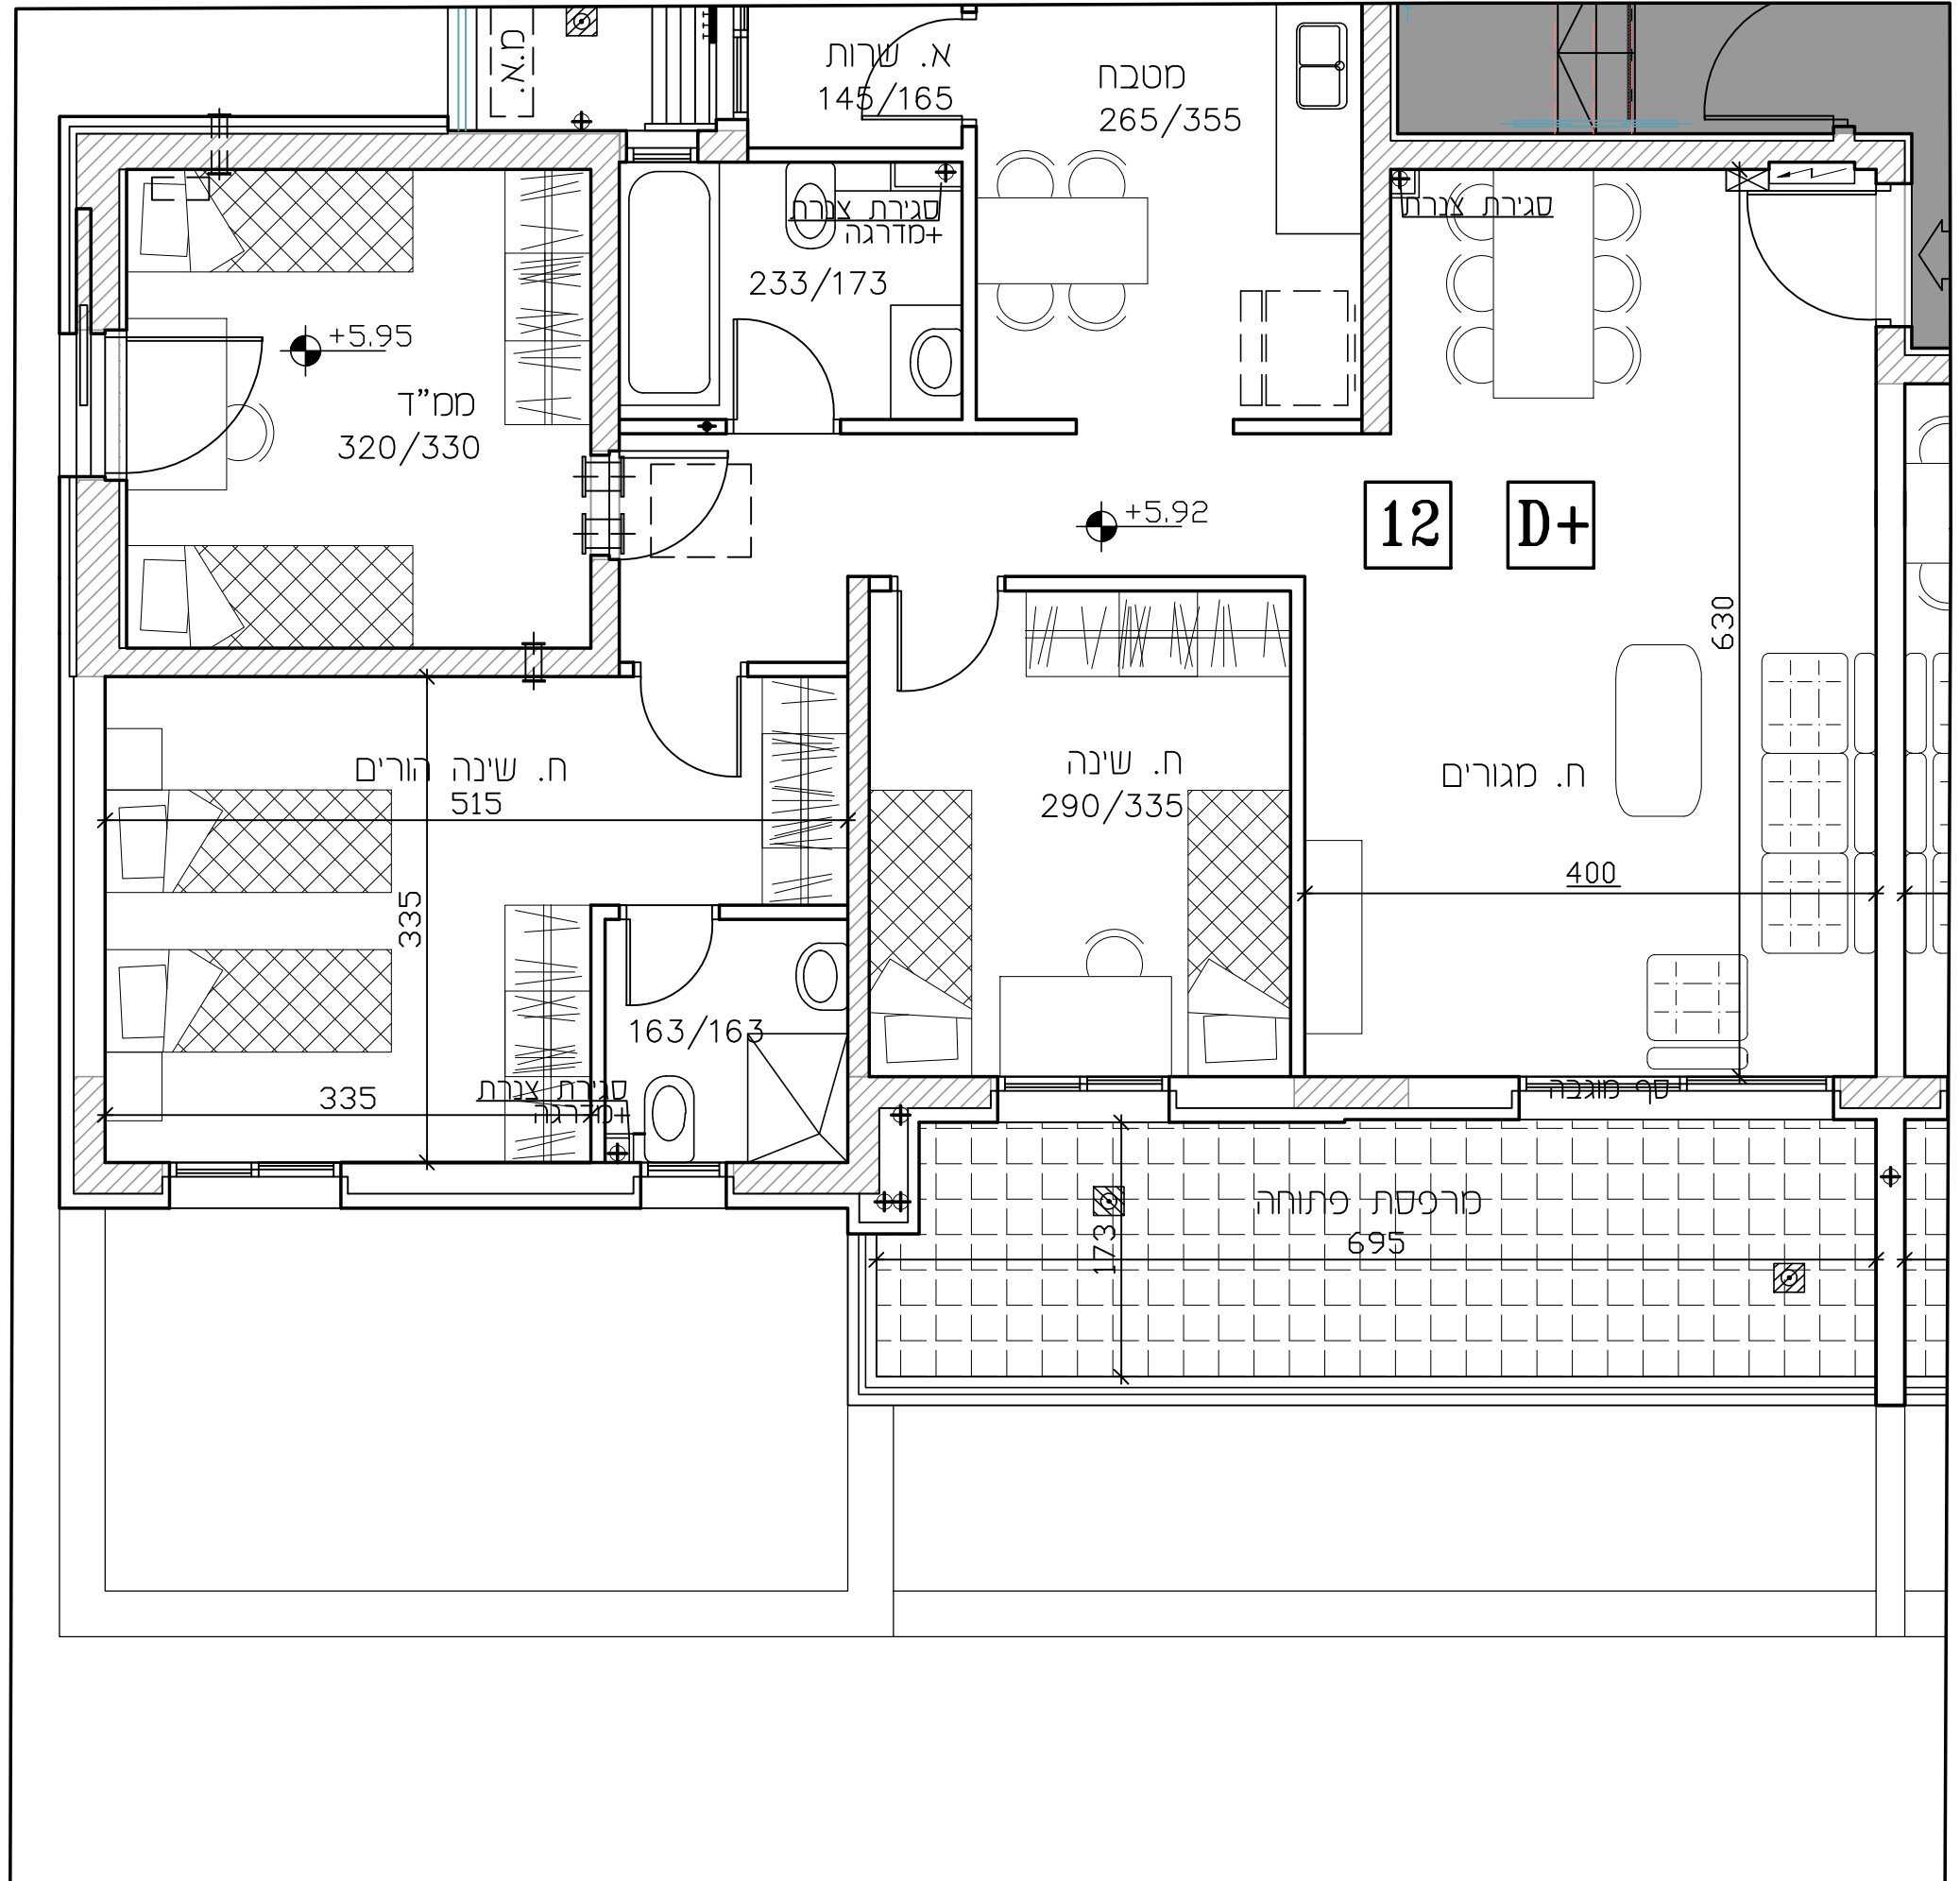 מ.א.
א. שרות
145/165
מטבח
265/355
סגירת צנרת
+מדרגה
233/173
סגירת צנרת
+5.95
ממ"ד
320/330
+5.92
12
D+
630
ח. שינה הורים
515
335
335
ח. שינה
290/335
ח. מגורים
400
163/163
סגירת צנרת
+מדרגה
סף מוגבה
מרפסת פתוחה
695
173